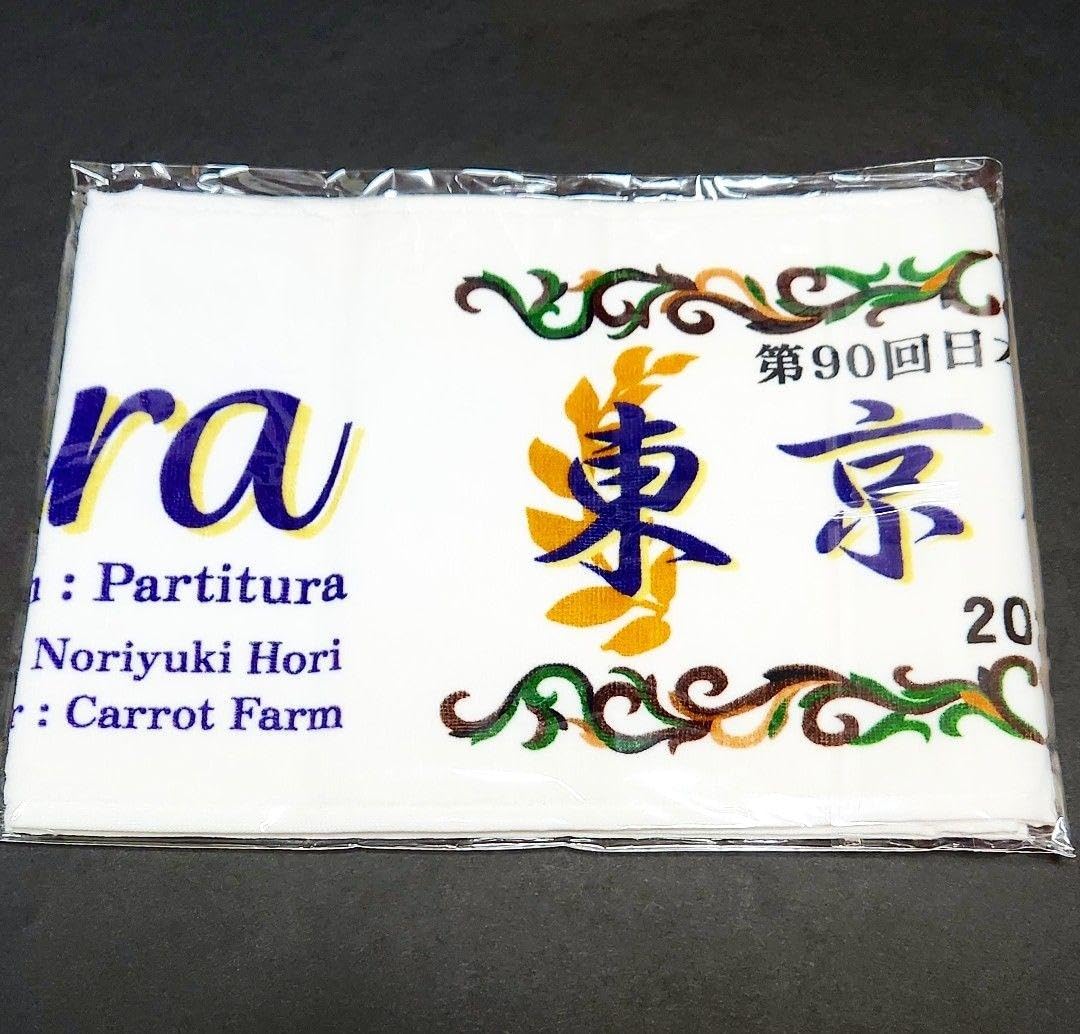 ra
: Partitura
Noriyuki Hori
: Carrot Farm
第90回日
東京
20